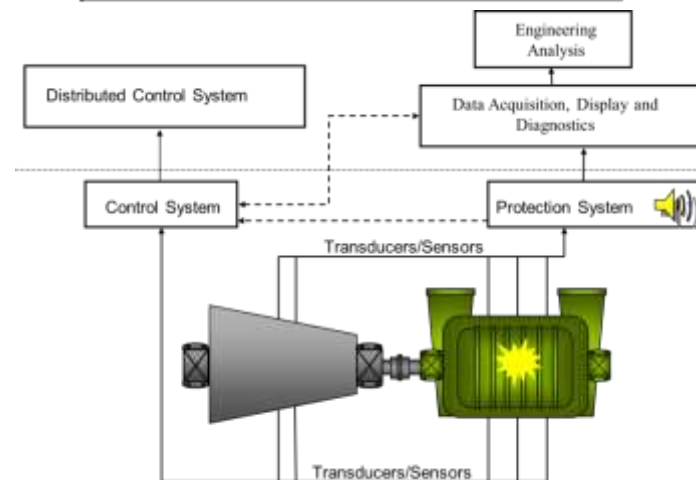 Engineering
Analysis
Distributed Control System
Data Acquisition, Display and
Diagnostics
Control System
Protection System
Transducers/Sensors
Transducers/Sensors